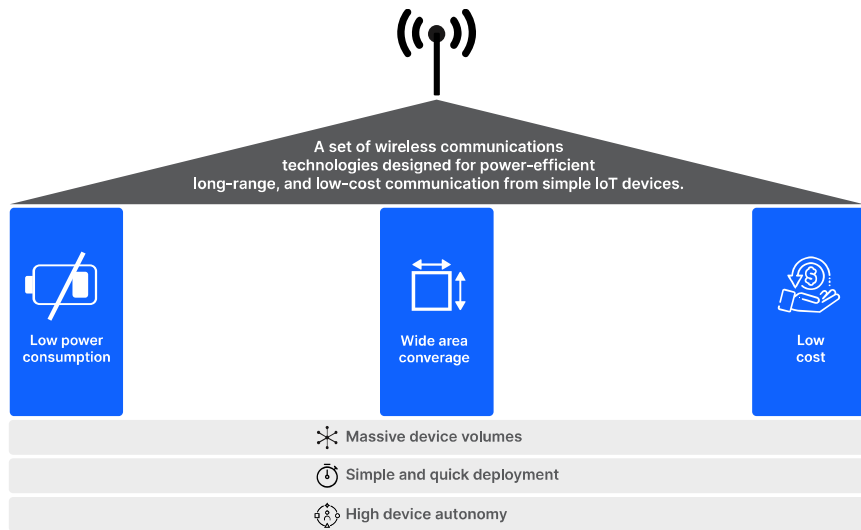 A set of wireless communications
technologies designed for power-efficient
long-range, and low-cost communication from simple IoT devices.
Low power
consumption
Wide area
converage
Low
cost
Massive device volumes
Simple and quick deployment
High device autonomy